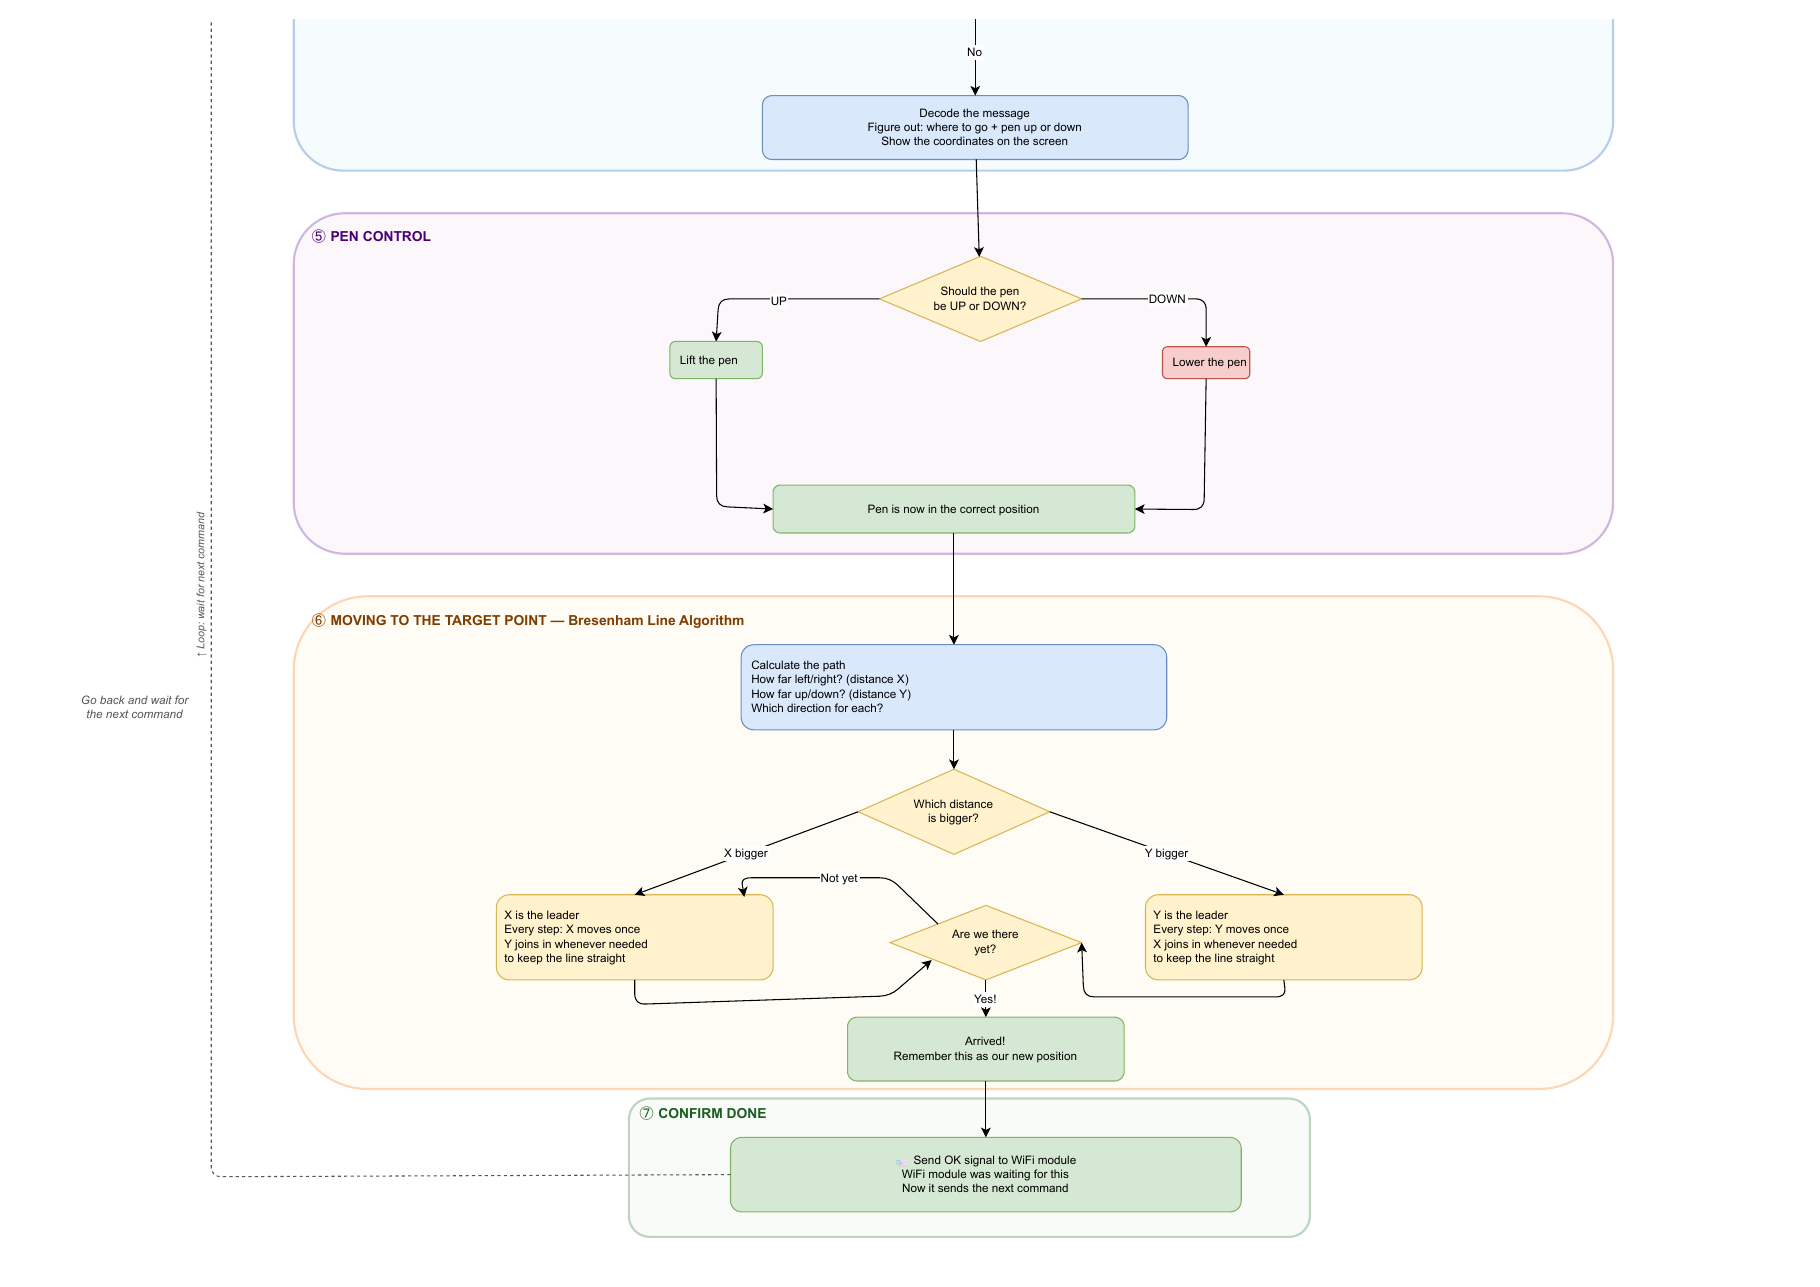 No
Decode the message
Figure out: where to go + pen up or down
Show the coordinates on the screen
⑤ PEN CONTROL
Should the pen
be UP or DOWN?
UP
DOWN
Lift the pen
Lower the pen
Pen is now in the correct position
↑ Loop: wait for next command
⑥ MOVING TO THE TARGET POINT — Bresenham Line Algorithm
Calculate the path
How far left/right? (distance X)
How far up/down? (distance Y)
Which direction for each?
Go back and wait for
the next command
Which distance
is bigger?
X bigger
Y bigger
Not yet
X is the leader
Every step: X moves once
Y joins in whenever needed
to keep the line straight
Are we there
yet?
Y is the leader
Every step: Y moves once
X joins in whenever needed
to keep the line straight
Yes!
Arrived!
Remember this as our new position
⑦ CONFIRM DONE
Send OK signal to WiFi module
WiFi module was waiting for this
Now it sends the next command